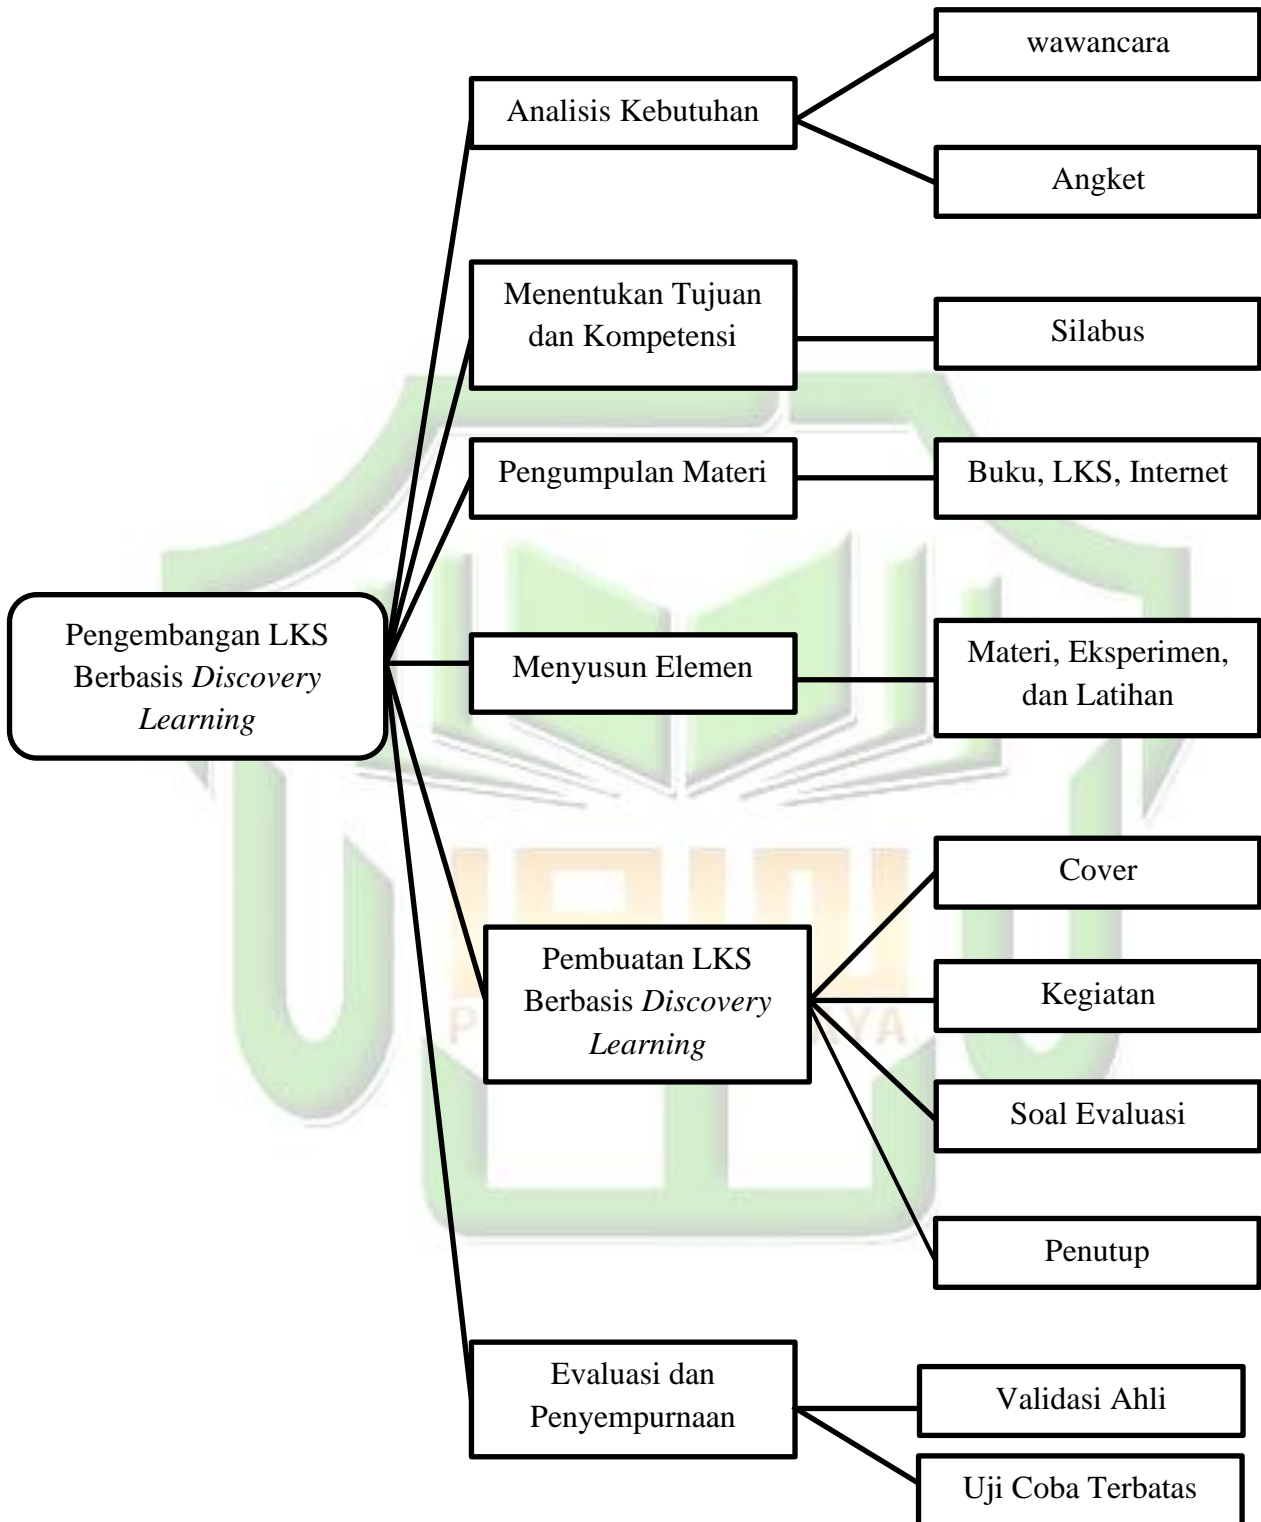 wawancara
Analisis Kebutuhan
Angket
Menentukan Tujuan
dan Kompetensi
Silabus
Pengumpulan Materi
Buku, LKS, Internet
Pengembangan LKS
Berbasis Discovery
Learning
Menyusun Elemen
Materi, Eksperimen,
dan Latihan
Cover
Pembuatan LKS
Berbasis Discovery
Learning
Kegiatan
Soal Evaluasi
Penutup
Evaluasi dan
Penyempurnaan
Validasi Ahli
Uji Coba Terbatas